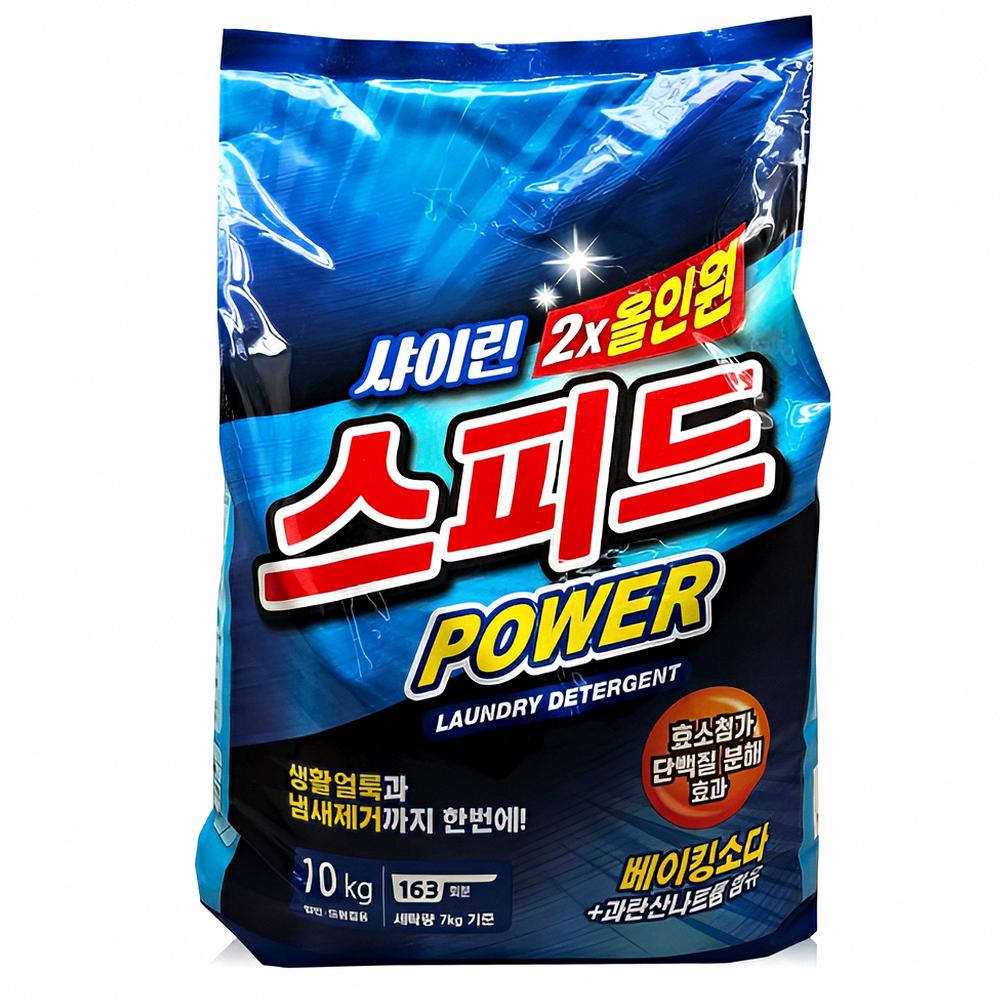 샤이린 2x올인원
스피드
POWER
LAUNDRY DETERGENT
효소첨가
단백질 분해
효과
생활얼룩과
냄새제거까지 한번에!
베이킹소다
+과탄산나트륨 함유
10 kg
163 회분
세탁량 7kg 기준